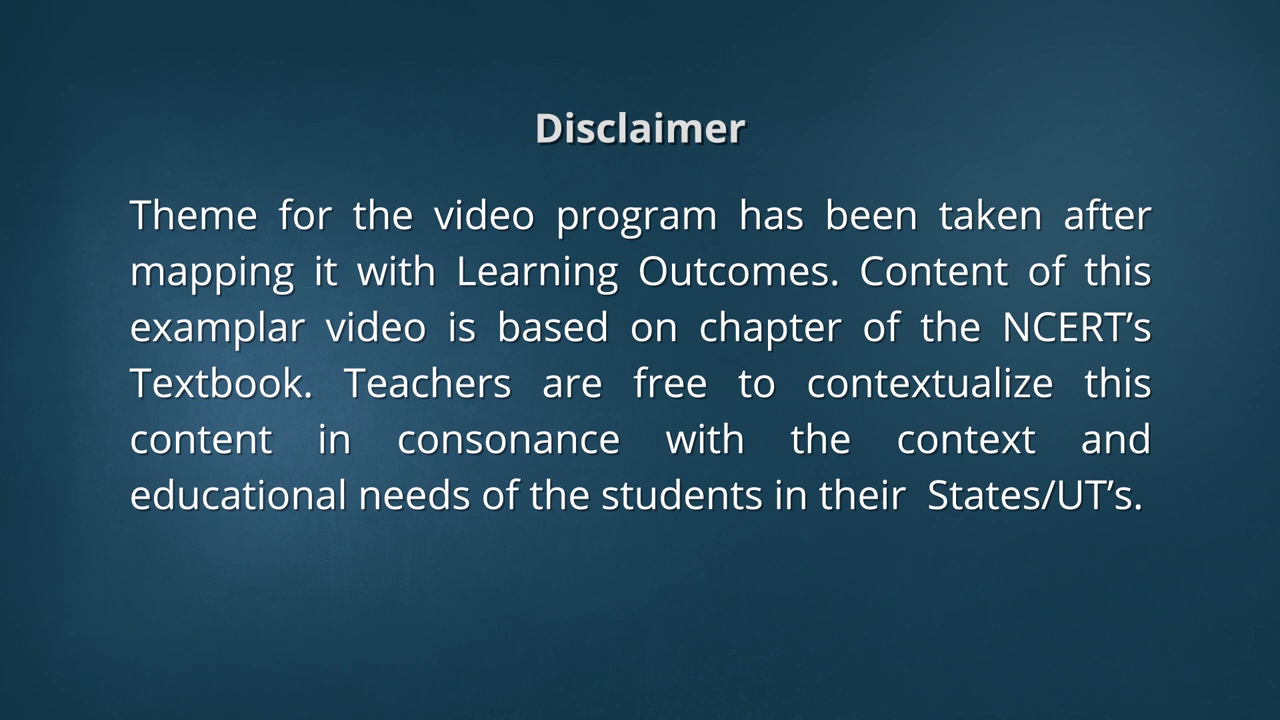 Disclaimer
Theme for the video program has been taken after
mapping it with Learning Outcomes. Content of this
examplar video is based on chapter of the NCERT’s
Textbook. Teachers are free to contextualize this
content in consonance with the context and
educational needs of the students in their  States/UT’s.